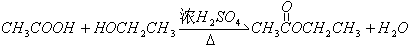 CH₃COOH + HOCH₂CH₃ 浓H₂SO₄ Δ CH₃COCH₂CH₃ + H₂O
O